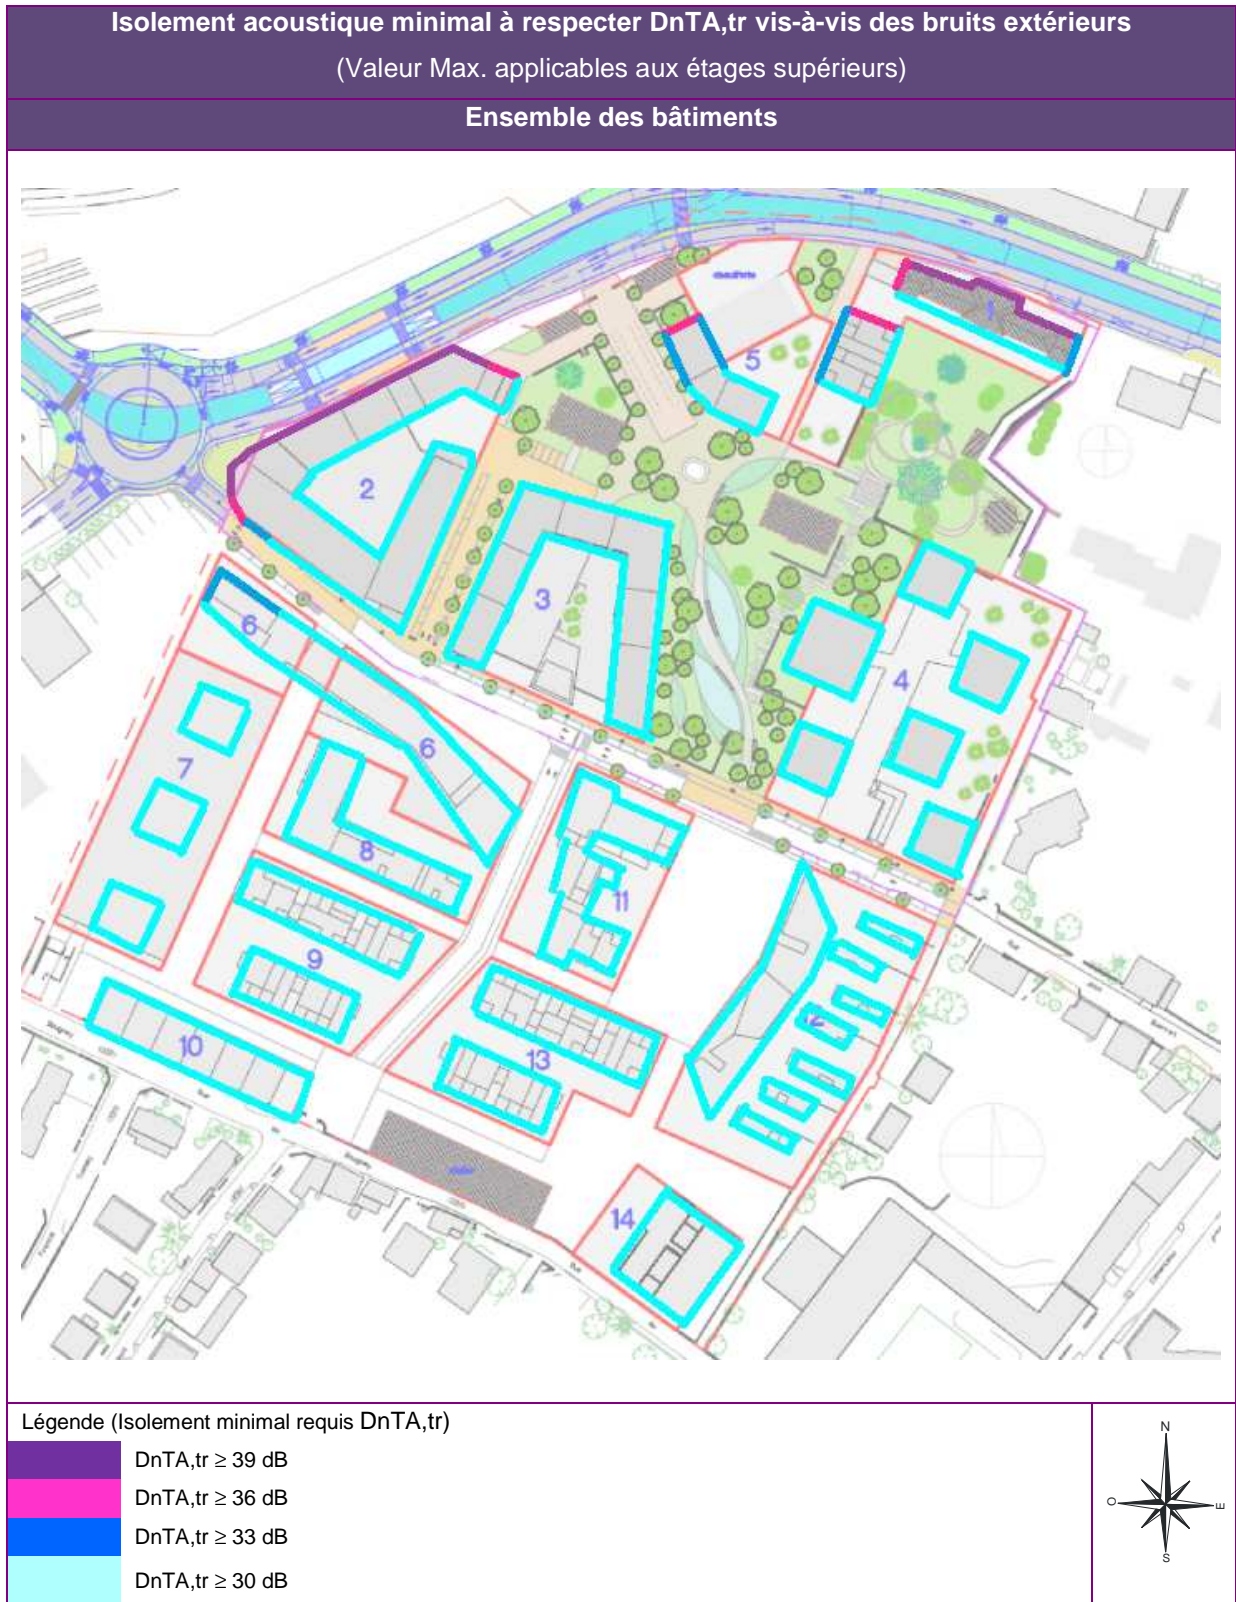 Isolement acoustique minimal à respecter DnTA,tr vis-à-vis des bruits extérieurs
(Valeur Max. applicables aux étages supérieurs)
Ensemble des bâtiments
1
5
2
3
6
4
6
7
8
11
9
12
10
13
14
Légende (Isolement minimal requis DnTA,tr)
DnTA,tr ≥ 39 dB
DnTA,tr ≥ 36 dB
DnTA,tr ≥ 33 dB
DnTA,tr ≥ 30 dB
N
O
E
S